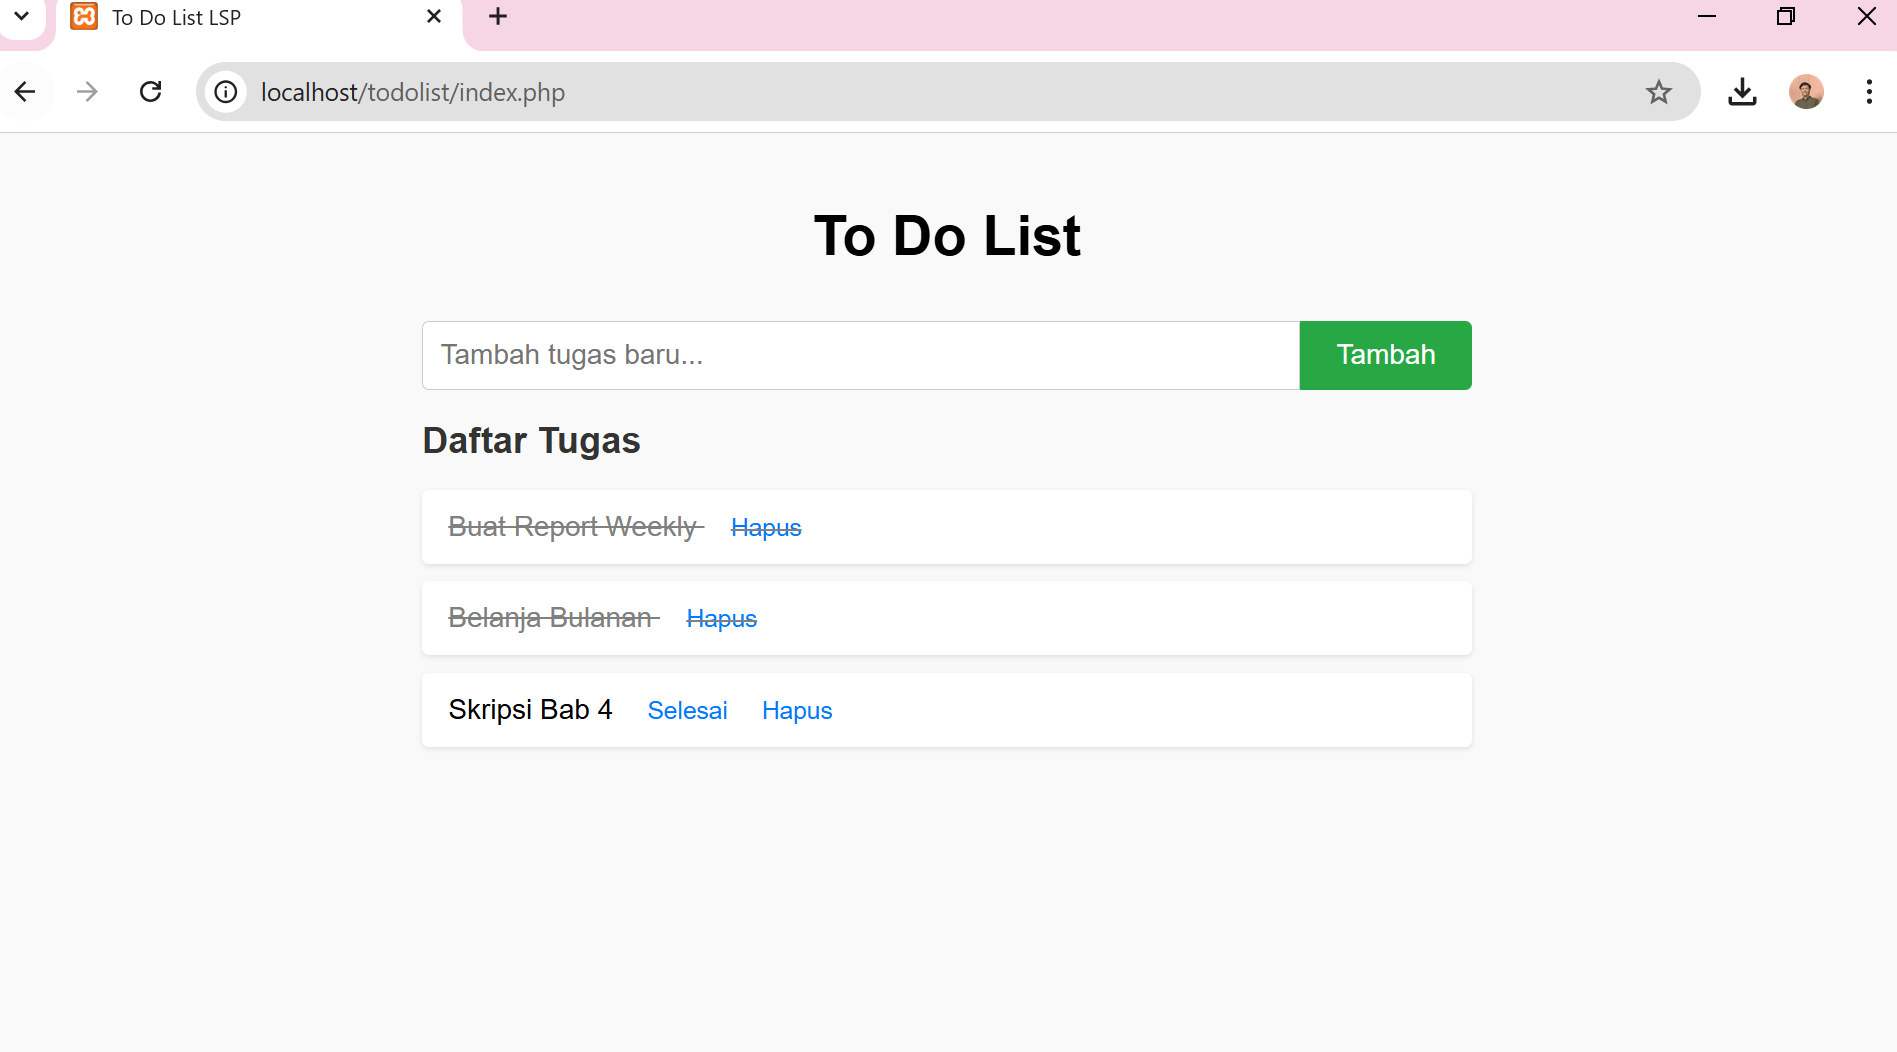 To Do List LSP
localhost/todolist/index.php
To Do List
Tambah tugas baru... Tambah
Daftar Tugas
Buat Report Weekly Hapus
Belanja Bulanan Hapus
Skripsi Bab 4 Selesai Hapus